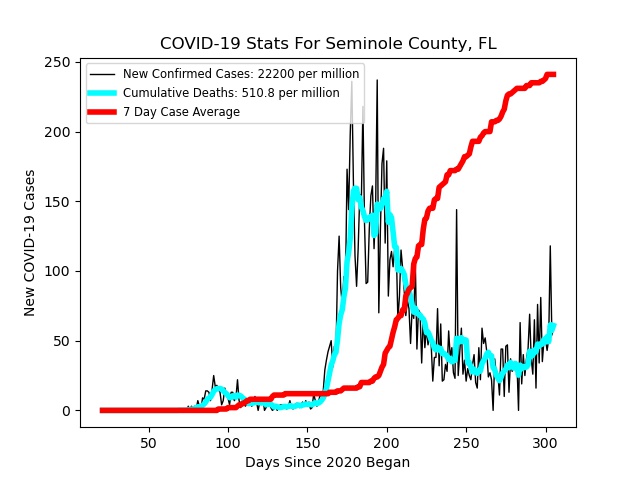 COVID-19 Stats For Seminole County, FL
New Confirmed Cases: 22200 per million
Cumulative Deaths: 510.8 per million
7 Day Case Average
New COVID-19 Cases
250
200
150
100
50
0
50 100 150 200 250 300
Days Since 2020 Began